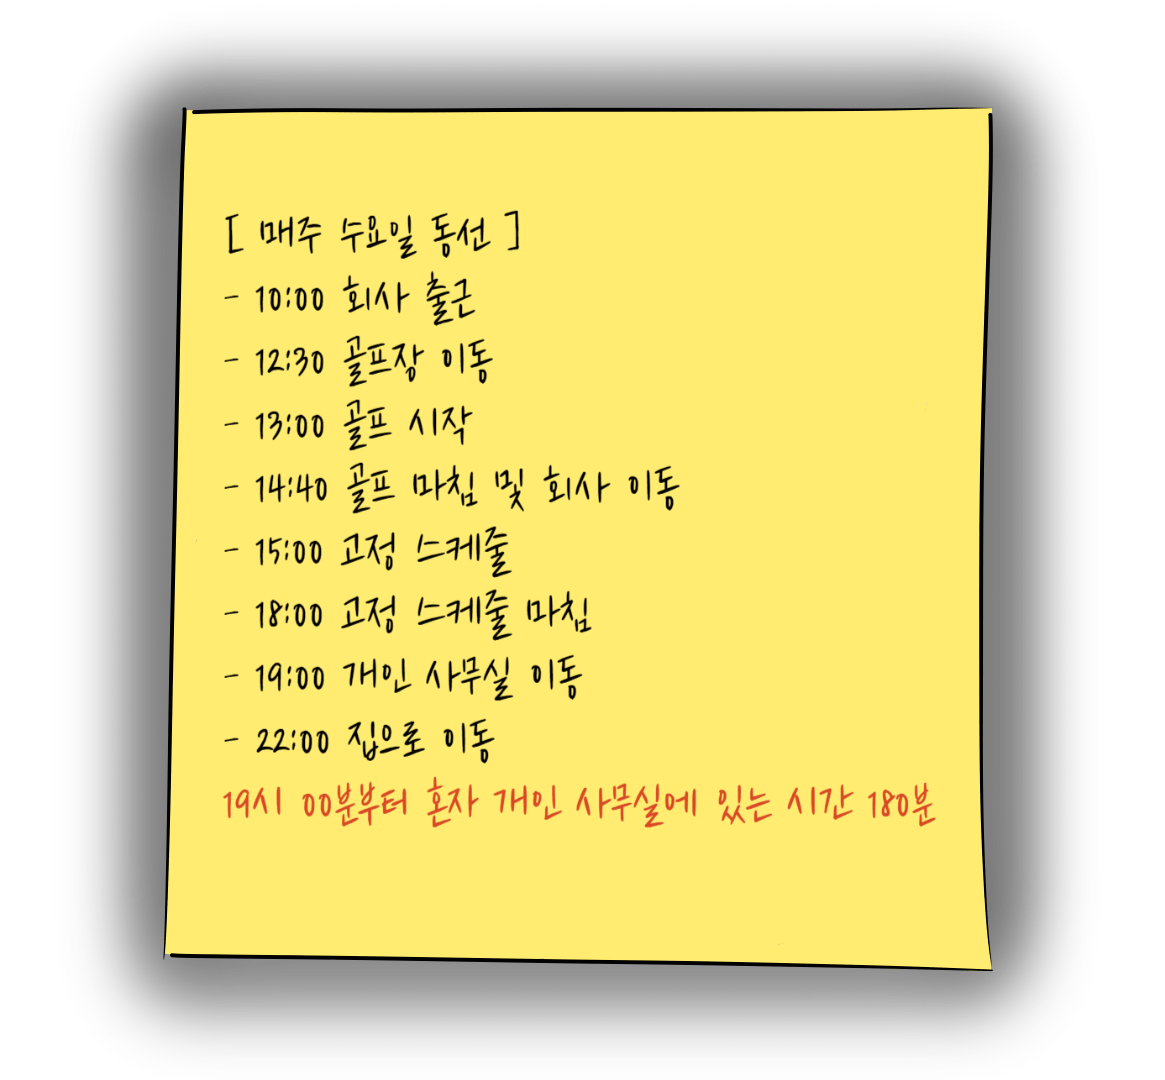 [ 매주 수요일 동선 ]
- 10:00 회사 출근
- 12:30 골프장 이동
- 13:00 골프 시작
- 14:40 골프 마침 및 회사 이동
- 15:00 고정 스케줄
- 18:00 고정 스케줄 마침
- 19:00 개인 사무실 이동
- 22:00 집으로 이동
19시 00분부터 혼자 개인 사무실에 있는 시간 180분